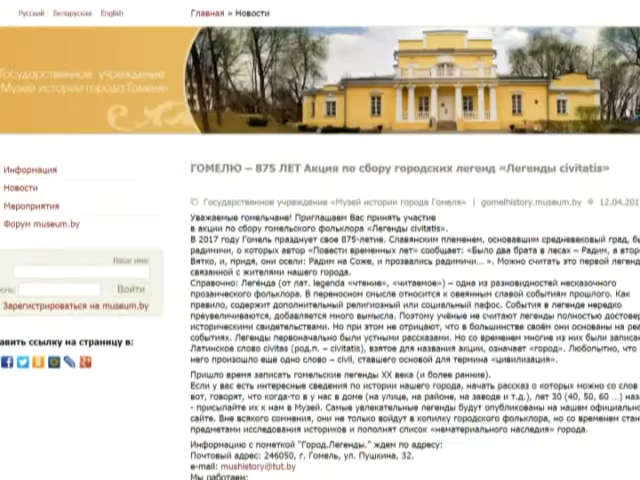 Русский Беларуская English
Главная » Новости
Государственное учреждение
Музей истории города Гомеля
Информация
Новости
Мероприятия
Форум museum.by
Ваше имя:
Войти
Зарегистрироваться на museum.by
авить ссылку на страницу в:
ГОМЕЛЮ – 875 ЛЕТ Акция по сбору городских легенд «Легенды civitatis»
Государственное учреждение «Музей истории города Гомеля» | gomelhistory.museum.by 12.04.201
Уважаемые гомельчане! Приглашаем Вас принять участие
в акции по сбору гомельского фольклора «Легенды civitatis».
В 2017 году Гомель празднует свое 875-летие. Славянским племенем, основавшим средневековый град, бы
радимичи, о которых автор «Повести временных лет» сообщает: «Было два брата в лесах – Радим, а второ
Вятко, и, придя, они осели: Радим на Соже, и прозвались радимичи... ». Можно считать это первой легенд
связанной с жителями нашего города.
Справочно: Леге́нда (от лат. legenda «чтение», «читаемое») – одна из разновидностей несказочного
прозаического фольклора. В переносном смысле относится к овеянным славой событиям прошлого. Как
правило, содержит дополнительный религиозный или социальный пафос. События в легенде нередко
преувеличиваются, добавляется много вымысла. Поэтому учёные не считают легенды полностью достовер
историческими свидетельствами. Но при этом не отрицают, что в большинстве своём они основаны на реа
событиях. Легенды первоначально были устными рассказами. Но со временем многие из них были записан
Латинское слово civitas (род.п. – civitatis), взятое для названия акции, означает «город». Любопытно, что о
него произошло еще одно слово – civil, ставшего основой для термина «цивилизация».
Пришло время записать гомельские легенды XX века (и более ранние).
Если у вас есть интересные сведения по истории нашего города, начать рассказ о которых можно со слов
вот, говорят, что когда-то в у нас в доме (на улице, на районе, на заводе и т.д.), лет 30 (40, 50, 60 ...) наза
- присылайте их к нам в Музей. Самые увлекательные легенды будут опубликованы на нашем официально
сайте. Вне всякого сомнения, они не только войдут в копилку городского фольклора, но со временем стан
предметами исследования историков и пополнят список «нематериального наследия» города.
Информацию с пометкой "Город.Легенды." ждем по адресу:
Почтовый адрес: 246050, г. Гомель, ул. Пушкина, 32.
e-mail: mushistory@tut.by
Мы работаем: